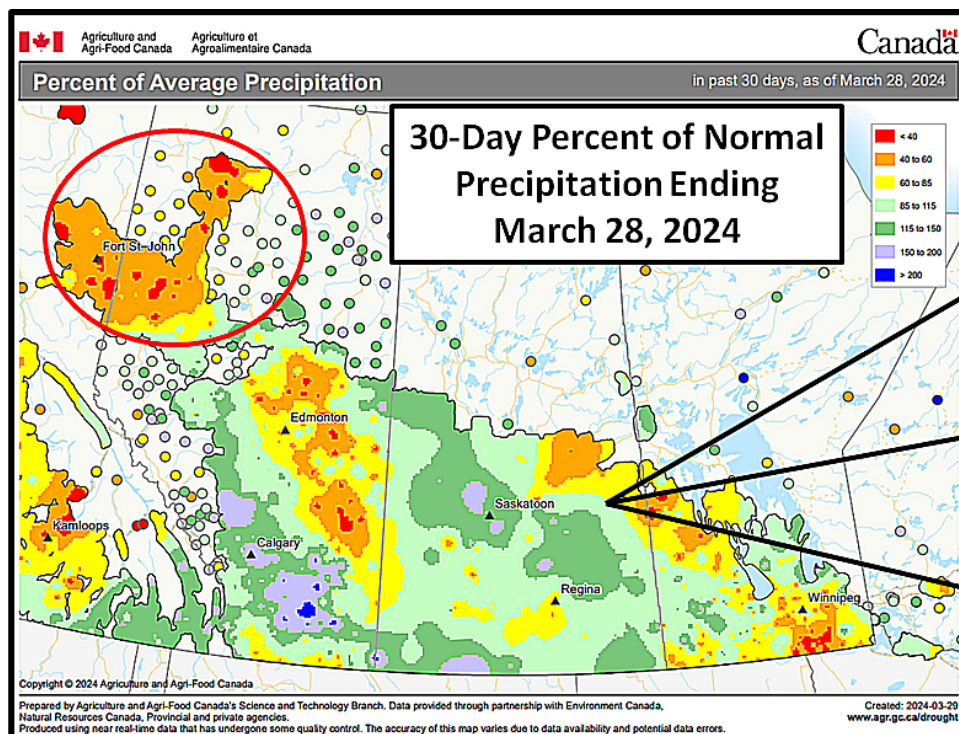 Agriculture and
Agri-Food Canada
Agriculture et
Agroalimentaire Canada
Canada
Percent of Average Precipitation
in past 30 days, as of March 28, 2024
30-Day Percent of Normal
Precipitation Ending
March 28, 2024
< 40
40 to 60
60 to 85
85 to 115
115 to 150
150 to 200
> 200
Fort St. John
Edmonton
Saskatoon
Kamloops
Calgary
Regina
Winnipeg
Copyright © 2024 Agriculture and Agri-Food Canada
Prepared by Agriculture and Agri-Food Canada's Science and Technology Branch. Data provided through partnership with Environment Canada,
Natural Resources Canada, Provincial and private agencies.
Produced using near real-time data that has undergone some quality control. The accuracy of this map varies due to data availability and potential data errors.
Created: 2024-03-29
www.agr.gc.ca/drought